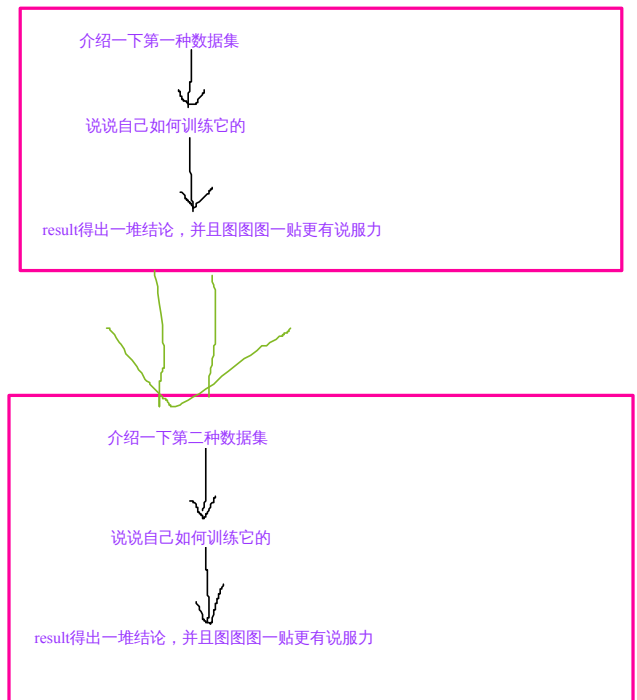 介绍一下第一种数据集
说说自己如何训练它的
result得出一堆结论，并且图图图一贴更有说服力
介绍一下第二种数据集
说说自己如何训练它的
result得出一堆结论，并且图图图一贴更有说服力